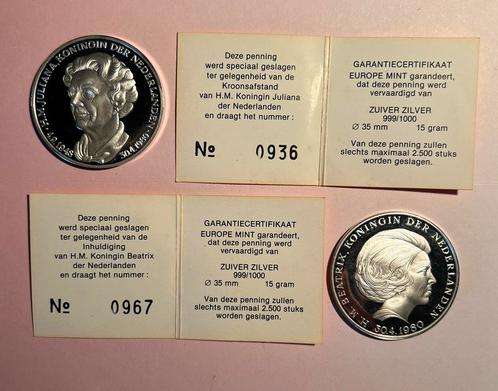 H.M. JULIANA, KONINGIN DER NEDERLANDEN
6.9.1948 30.4.1980
Deze penning
werd speciaal geslagen
ter gelegenheid van de
Kroonsafstand
van H.M. Koningin Juliana
der Nederlanden
en draagt het nummer :
No 0936
GARANTIECERTIFIKAAT
EUROPE MINT garandeert,
dat deze penning werd
vervaardigd van
ZUIVER ZILVER
999/1000
Ø 35 mm 15 gram
Van deze penning zullen
slechts maximaal 2.500 stuks
worden geslagen.
Deze penning
werd speciaal geslagen
ter gelegenheid van de
Inhuldiging
van H.M. Koningin Beatrix
der Nederlanden
en draagt het nummer :
No 0967
GARANTIECERTIFIKAAT
EUROPE MINT garandeert,
dat deze penning werd
vervaardigd van
ZUIVER ZILVER
999/1000
Ø 35 mm 15 gram
Van deze penning zullen
slechts maximaal 2.500 stuks
worden geslagen.
H.M. BEATRIX, KONINGIN DER NEDERLANDEN
30.4.1980